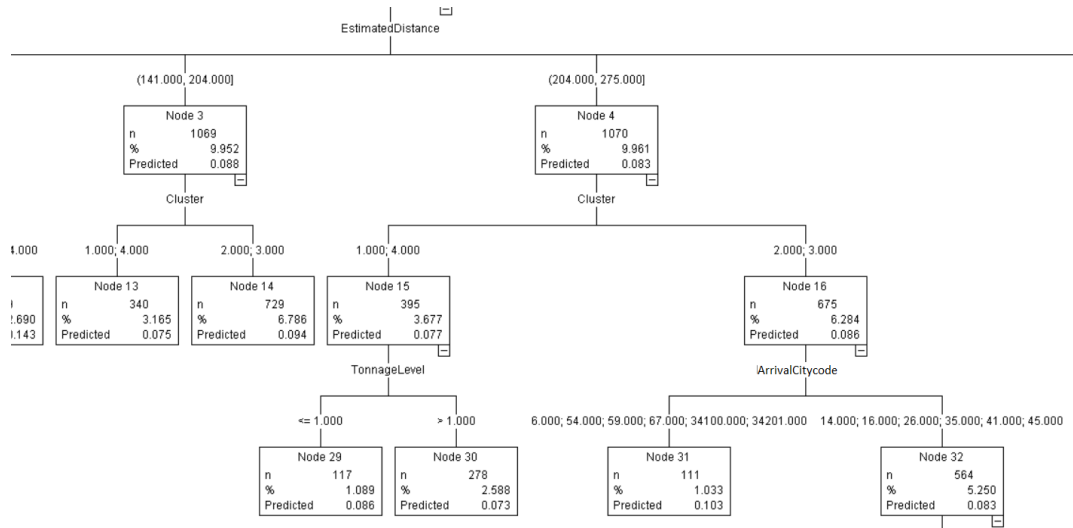 EstimatedDistance
(141.000, 204.000]
(204.000, 275.000]
Node 3
n 1069
% 9.952
Predicted 0.088
Node 4
n 1070
% 9.961
Predicted 0.083
Cluster
Cluster
4.000
1.000; 4.000
2.000; 3.000
1.000; 4.000
2.000; 3.000
2.690
0.143
Node 13
n 340
% 3.165
Predicted 0.075
Node 14
n 729
% 6.786
Predicted 0.094
Node 15
n 395
% 3.677
Predicted 0.077
Node 16
n 675
% 6.284
Predicted 0.086
TonnageLevel
ArrivalCitycode
<= 1.000
> 1.000
6.000; 54.000; 59.000; 67.000; 34100.000; 34201.000
14.000; 16.000; 26.000; 35.000; 41.000; 45.000
Node 29
n 117
% 1.089
Predicted 0.086
Node 30
n 278
% 2.588
Predicted 0.073
Node 31
n 111
% 1.033
Predicted 0.103
Node 32
n 564
% 5.250
Predicted 0.083